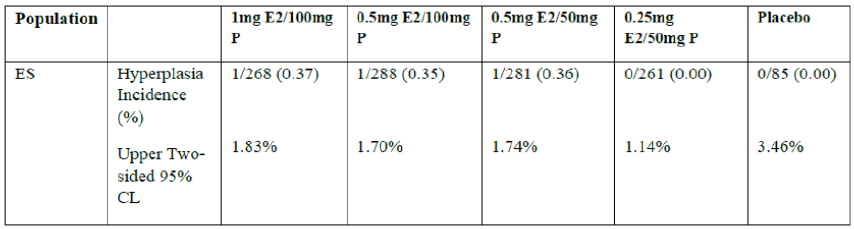 Population 1mg E2/100mg P 0.5mg E2/100mg P 0.5mg E2/50mg P 0.25mg E2/50mg P Placebo
ES Hyperplasia Incidence (%) 1/268 (0.37) 1/288 (0.35) 1/281 (0.36) 0/261 (0.00) 0/85 (0.00)
Upper Two-sided 95% CL 1.83% 1.70% 1.74% 1.14% 3.46%